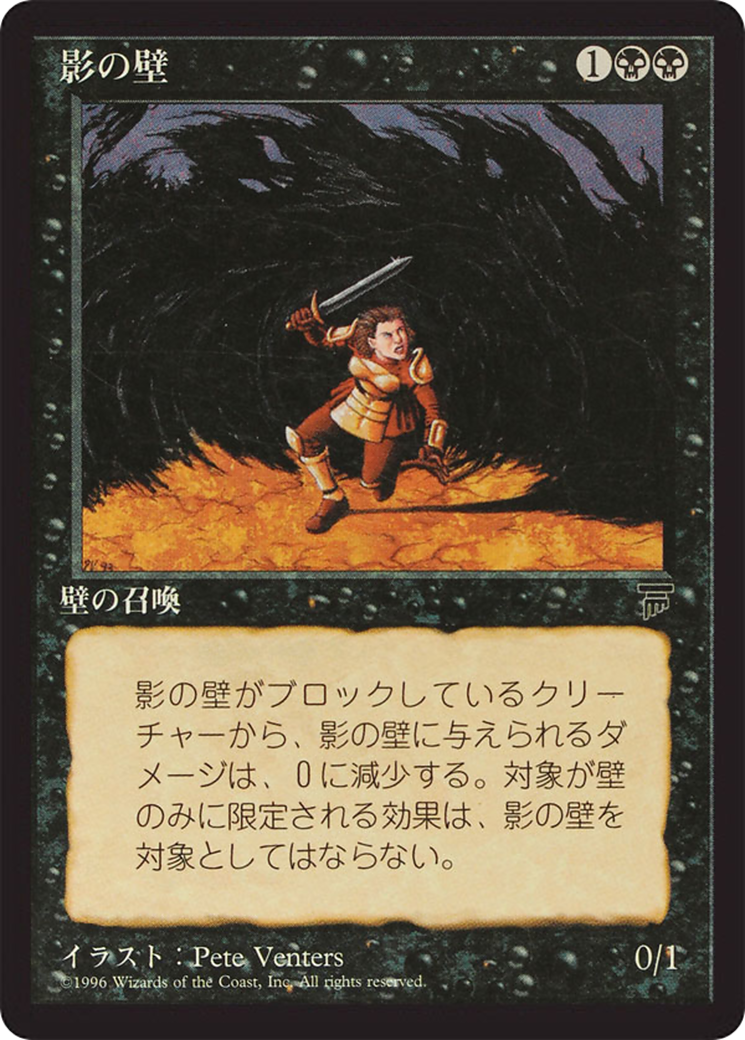 影の壁
1
壁の召喚
影の壁がブロックしているクリー
チャーから、影の壁に与えられるダ
メージは、0に減少する。対象が壁
のみに限定される効果は、影の壁を
対象としてはならない。
イラスト:Pete Venters
©1996 Wizards of the Coast, Inc. All rights reserved.
0/1